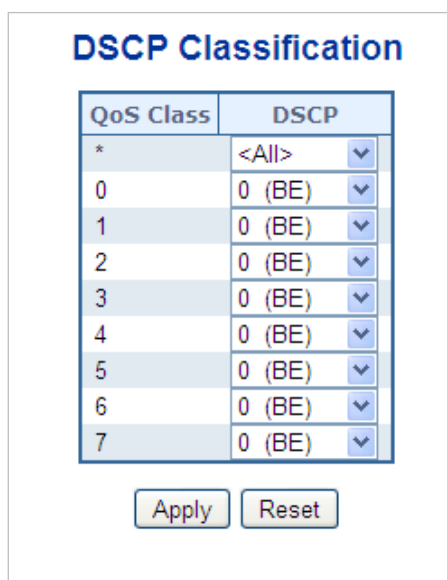 DSCP Classification
QoS Class DSCP
* <All>
0 0 (BE)
1 0 (BE)
2 0 (BE)
3 0 (BE)
4 0 (BE)
5 0 (BE)
6 0 (BE)
7 0 (BE)
Apply Reset